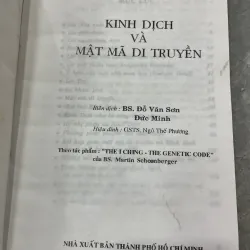 KINH DỊCH
VÀ
MẬT MÃ DI TRUYỀN
Biên dịch: BS. Đỗ Văn Sơn
Đức Minh
Hiệu đính: GSTS. Ngô Thế Phương
Theo tác phẩm: "THE I CHING - THE GENETIC CODE"
của BS. Martin Schonberger
NHÀ XUẤT BẢN THÀNH PHỐ HỒ CHÍ MINH